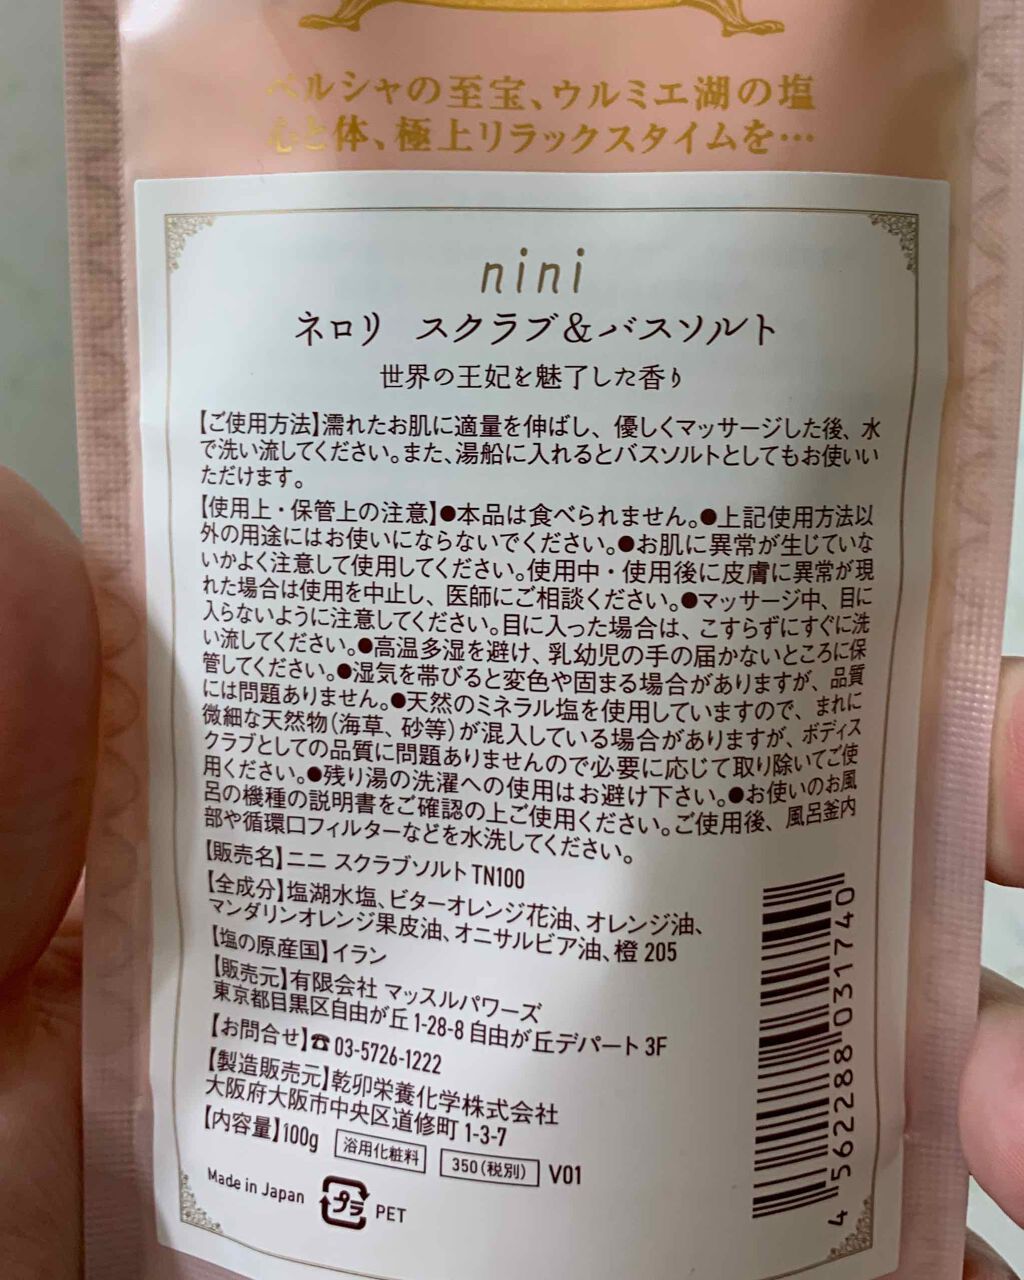 ペルシャの至宝、ウルミエ湖の塩
心と体、極上リラックスタイムを…
nini
ネロリ スクラブ&バスソルト
世界の王妃を魅了した香り
【ご使用方法】濡れたお肌に適量を伸ばし、優しくマッサージした後、水
で洗い流してください。また、湯船に入れるとバスソルトとしてもお使いい
ただけます。
【使用上・保管上の注意】●本品は食べられません。●上記使用方法以
外の用途にはお使いにならないでください。●お肌に異常が生じていな
いかよく注意して使用してください。使用中・使用後に皮膚に異常が現
れた場合は使用を中止し、医師にご相談ください。●マッサージ中、目に
入らないように注意してください。目に入った場合は、こすらずにすぐに洗
い流してください。●高温多湿を避け、乳幼児の手の届かないところに保
管してください。●湿気を帯びると変色や固まる場合がありますが、品質
には問題ありません。●天然のミネラル塩を使用していますので、まれに
微細な天然物(海草、砂等)が混入している場合がありますが、ボディス
クラブとしての品質に問題ありませんので必要に応じて取り除いてご使
用ください。●残り湯の洗濯への使用はお避け下さい。●お使いのお風
呂の機種の説明書をご確認の上ご使用ください。ご使用後、風呂釜内
部や循環口フィルターなどを水洗してください。
【販売名】ニニ スクラブソルト TN100
【全成分】塩湖水塩、ビターオレンジ花油、オレンジ油、
マンダリンオレンジ果皮油、オニサルビア油、橙 205
【塩の原産国】イラン
【販売元】有限会社 マッスルパワーズ
東京都目黒区自由が丘 1-28-8 自由が丘デパート 3F
【お問合せ】☎03-5726-1222
【製造販売元】乾卯栄養化学株式会社
大阪府大阪市中央区道修町 1-3-7
【内容量】100g 浴用化粧料 350(税別) V01
Made in Japan プラ PET
4562288031740